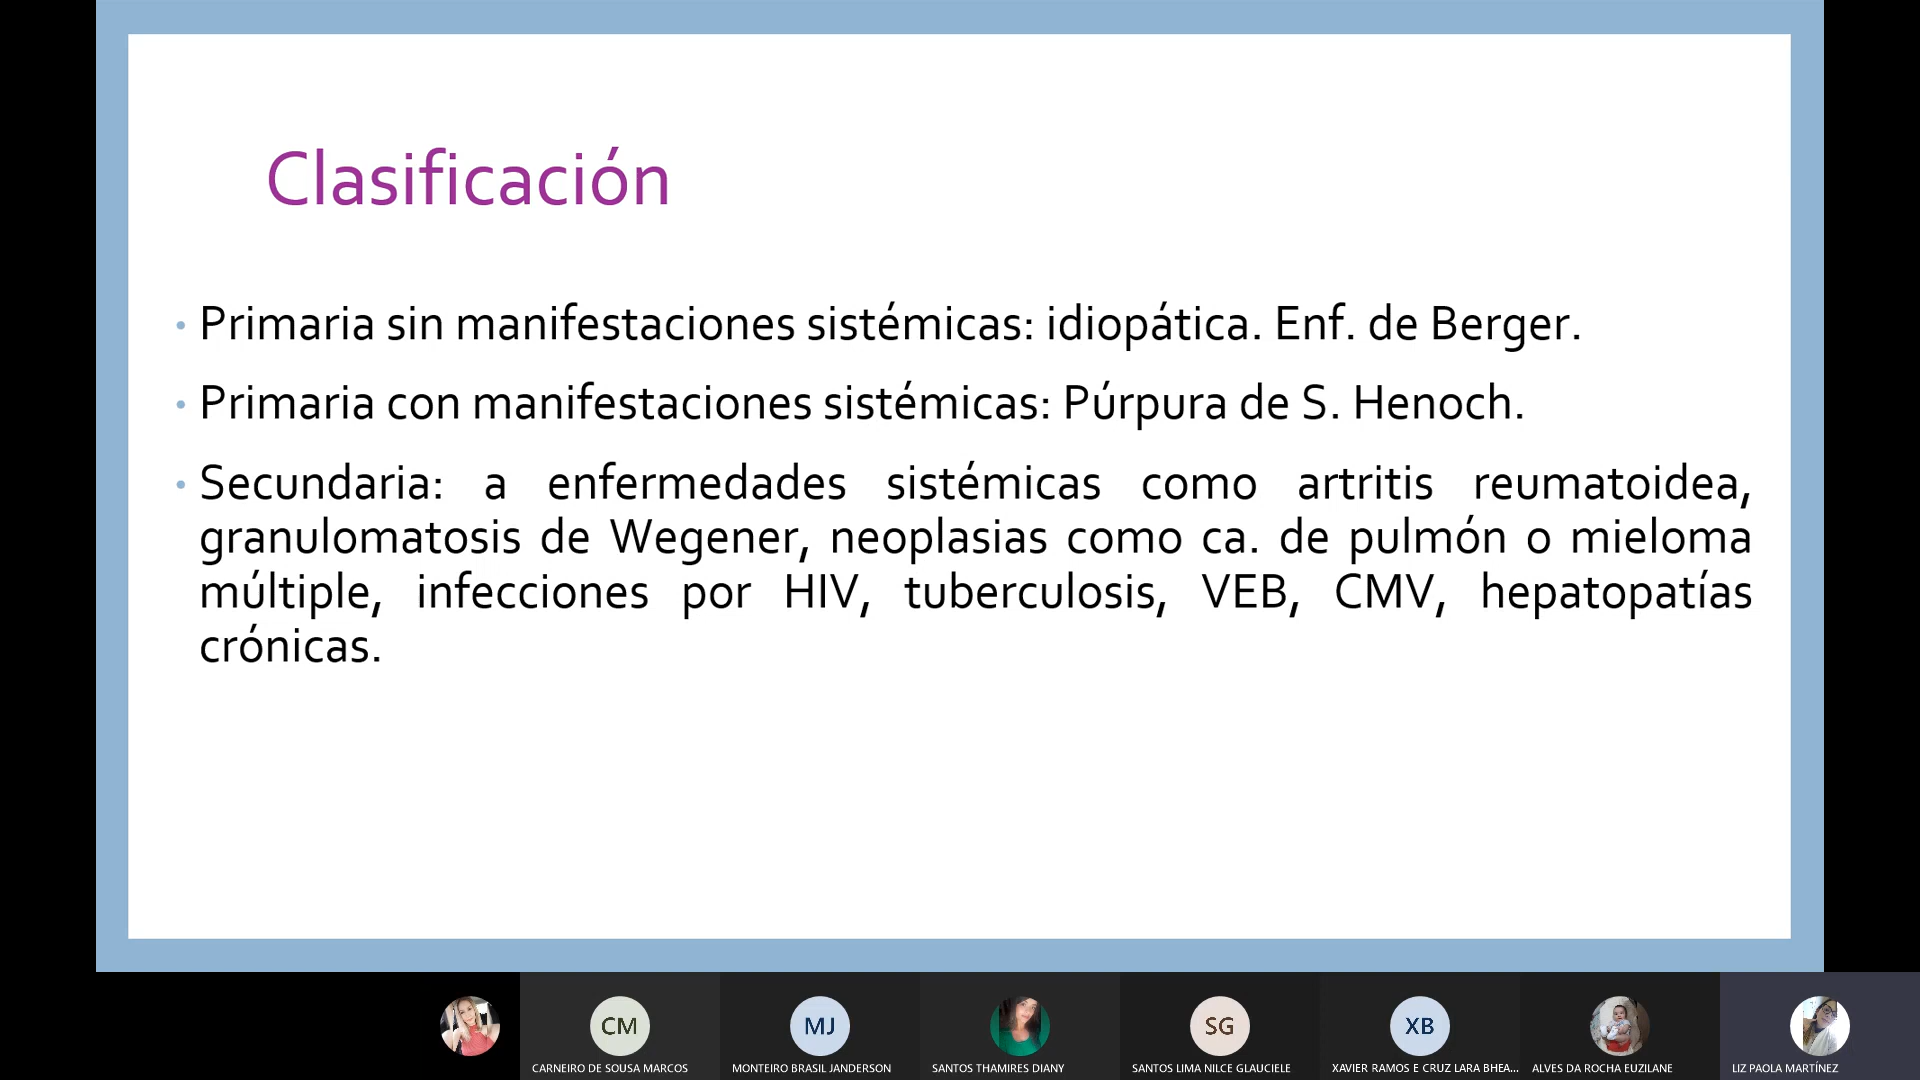 Clasificación
• Primaria sin manifestaciones sistémicas: idiopática. Enf. de Berger.
• Primaria con manifestaciones sistémicas: Púrpura de S. Henoch.
• Secundaria: a enfermedades sistémicas como artritis reumatoidea,
granulomatosis de Wegener, neoplasias como ca. de pulmón o mieloma
múltiple, infecciones por HIV, tuberculosis, VEB, CMV, hepatopatías
crónicas.
CM
MJ
SG
XB
CARNEIRO DE SOUSA MARCOS
MONTEIRO BRASIL JANDERSON
SANTOS THAMIRES DIANY
SANTOS LIMA NILCE GLAUCIELE
XAVIER RAMOS E CRUZ LARA BHEA...
ALVES DA ROCHA EUZILANE
LIZ PAOLA MARTÍNEZ